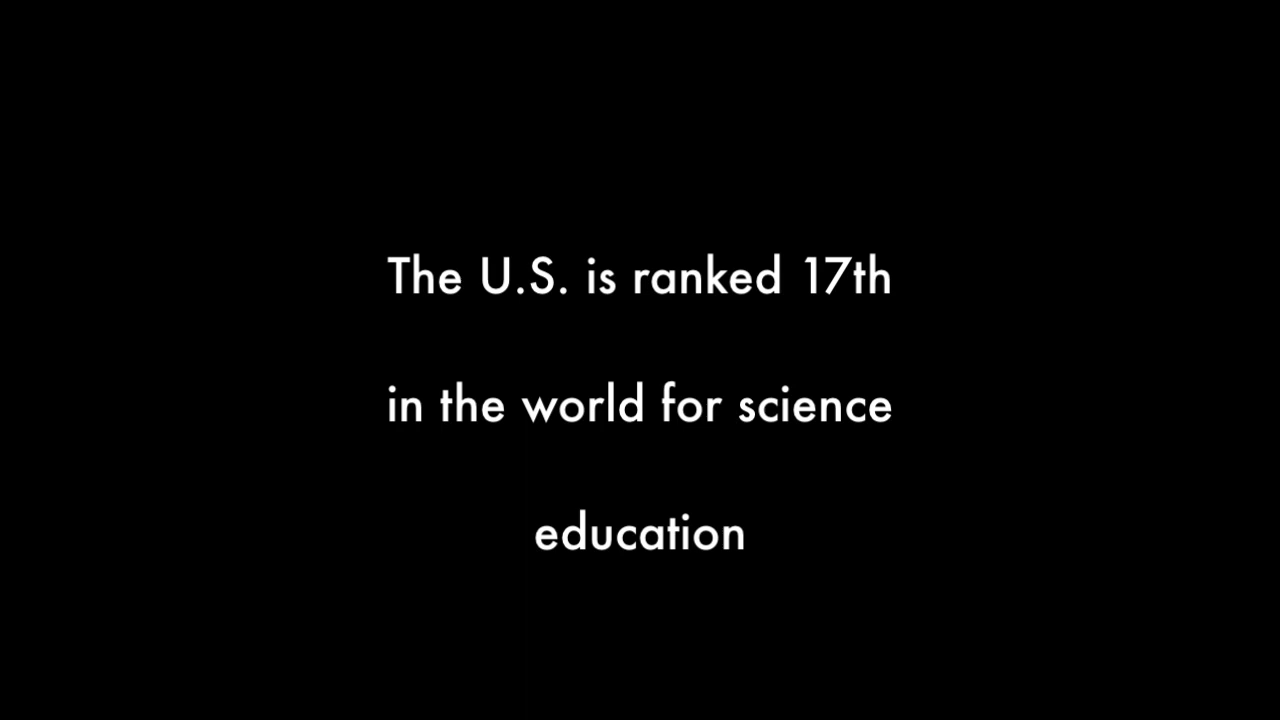 The U.S. is ranked 17th
in the world for science
education